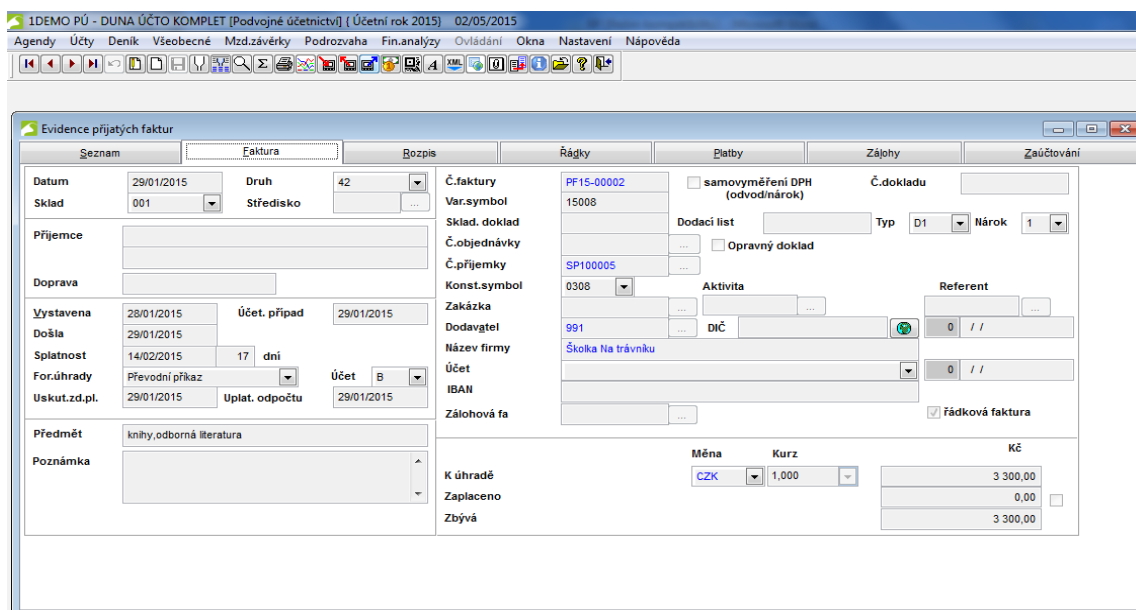 1DEMO PÚ - DUNA ÚČTO KOMPLET [Podvojné účetnictví] ( Účetní rok 2015) 02/05/2015
Agendy Účty Deník Všeobecné Mzd.závěrky Podrozvaha Fin.analýzy Ovládání Okna Nastavení Nápověda
Evidence přijatých faktur
Seznam Faktura Rozpis Řádky Platby Zálohy Zaúčtování
Datum 29/01/2015 Druh 42
Sklad 001 Středisko ...
Příjemce
Doprava
Vystavena 28/01/2015 Účet. případ 29/01/2015
Došla 29/01/2015
Splatnost 14/02/2015 17 dní
For.úhrady Převodní příkaz Účet B
Uskut.zd.pl. 29/01/2015 Uplat. odpočtu 29/01/2015
Předmět knihy,odborná literatura
Poznámka
Č.faktury PF15-00002 samovyměření DPH (odvod/nárok) Č.dokladu
Var.symbol 15008
Sklad. doklad Dodací list Typ D1 Nárok 1
Č.objednávky ... Opravný doklad
Č.příjemky SP100005 ...
Konst.symbol 0308 Aktivita Referent
Zakázka ... ... ...
Dodavatel 991 ... DIČ 0 / /
Název firmy Školka Na trávníku
Účet 0 / /
IBAN
Zálohová fa ... řádková faktura
Měna Kurz Kč
K úhradě CZK 1,000 3 300,00
Zaplaceno 0,00
Zbývá 3 300,00